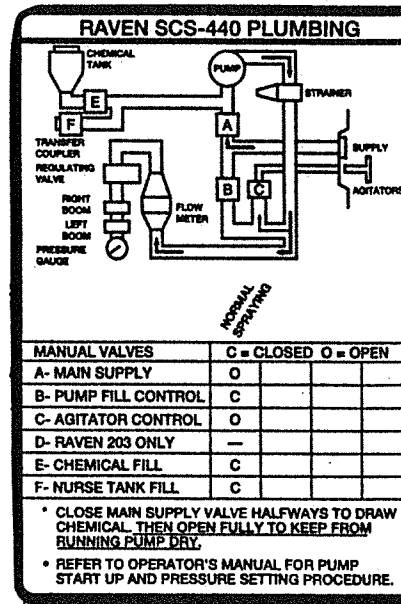 RAVEN SCS-440 PLUMBING
CHEMICAL
TANK
PUMP
STRAINER
E
F
A
TRANSFER
COUPLER
SUPPLY
REGULATING
VALVE
B
C
AGITATORS
RIGHT
BOOM
FLOW
METER
LEFT
BOOM
PRESSURE
GAUGE
NORMAL
SPRAYING
MANUAL VALVES C = CLOSED O = OPEN
A- MAIN SUPPLY O
B- PUMP FILL CONTROL C
C- AGITATOR CONTROL O
D- RAVEN 203 ONLY —
E- CHEMICAL FILL C
F- NURSE TANK FILL C
* CLOSE MAIN SUPPLY VALVE HALFWAYS TO DRAW
CHEMICAL, THEN OPEN FULLY TO KEEP FROM
RUNNING PUMP DRY.
• REFER TO OPERATOR'S MANUAL FOR PUMP
START UP AND PRESSURE SETTING PROCEDURE.